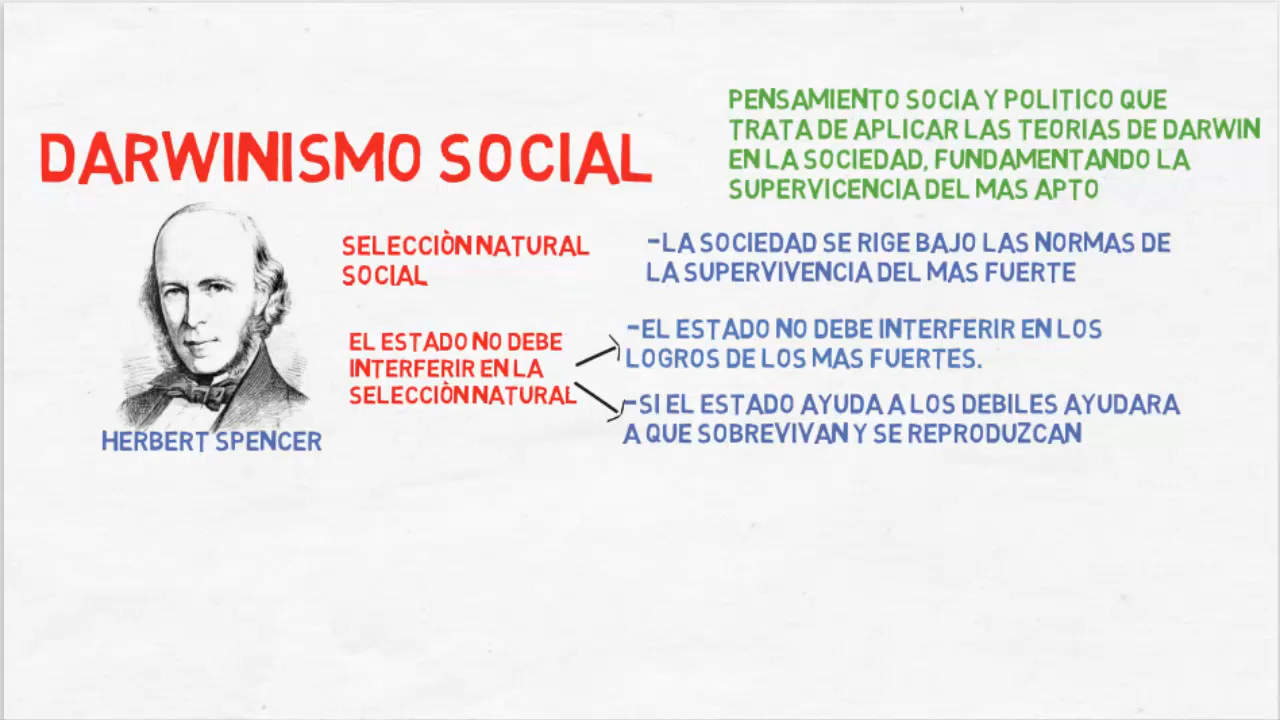 DARWINISMO SOCIAL
PENSAMIENTO SOCIA Y POLITICO QUE
TRATA DE APLICAR LAS TEORIAS DE DARWIN
EN LA SOCIEDAD, FUNDAMENTANDO LA
SUPERVICENCIA DEL MAS APTO
SELECCIÒN NATURAL
SOCIAL
-LA SOCIEDAD SE RIGE BAJO LAS NORMAS DE
LA SUPERVIVENCIA DEL MAS FUERTE
EL ESTADO NO DEBE
INTERFERIR EN LA
SELECCIÒN NATURAL
-EL ESTADO NO DEBE INTERFERIR EN LOS
LOGROS DE LOS MAS FUERTES.
-SI EL ESTADO AYUDA A LOS DEBILES AYUDARA
A QUE SOBREVIVAN Y SE REPRODUZCAN
HERBERT SPENCER